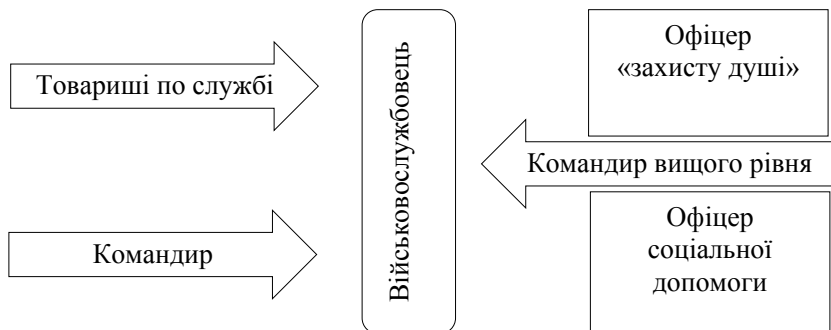 Товариші по службі
Командир
Військовослужбовець
Офіцер
«захисту душі»
Командир вищого рівня
Офіцер
соціальної
допомоги